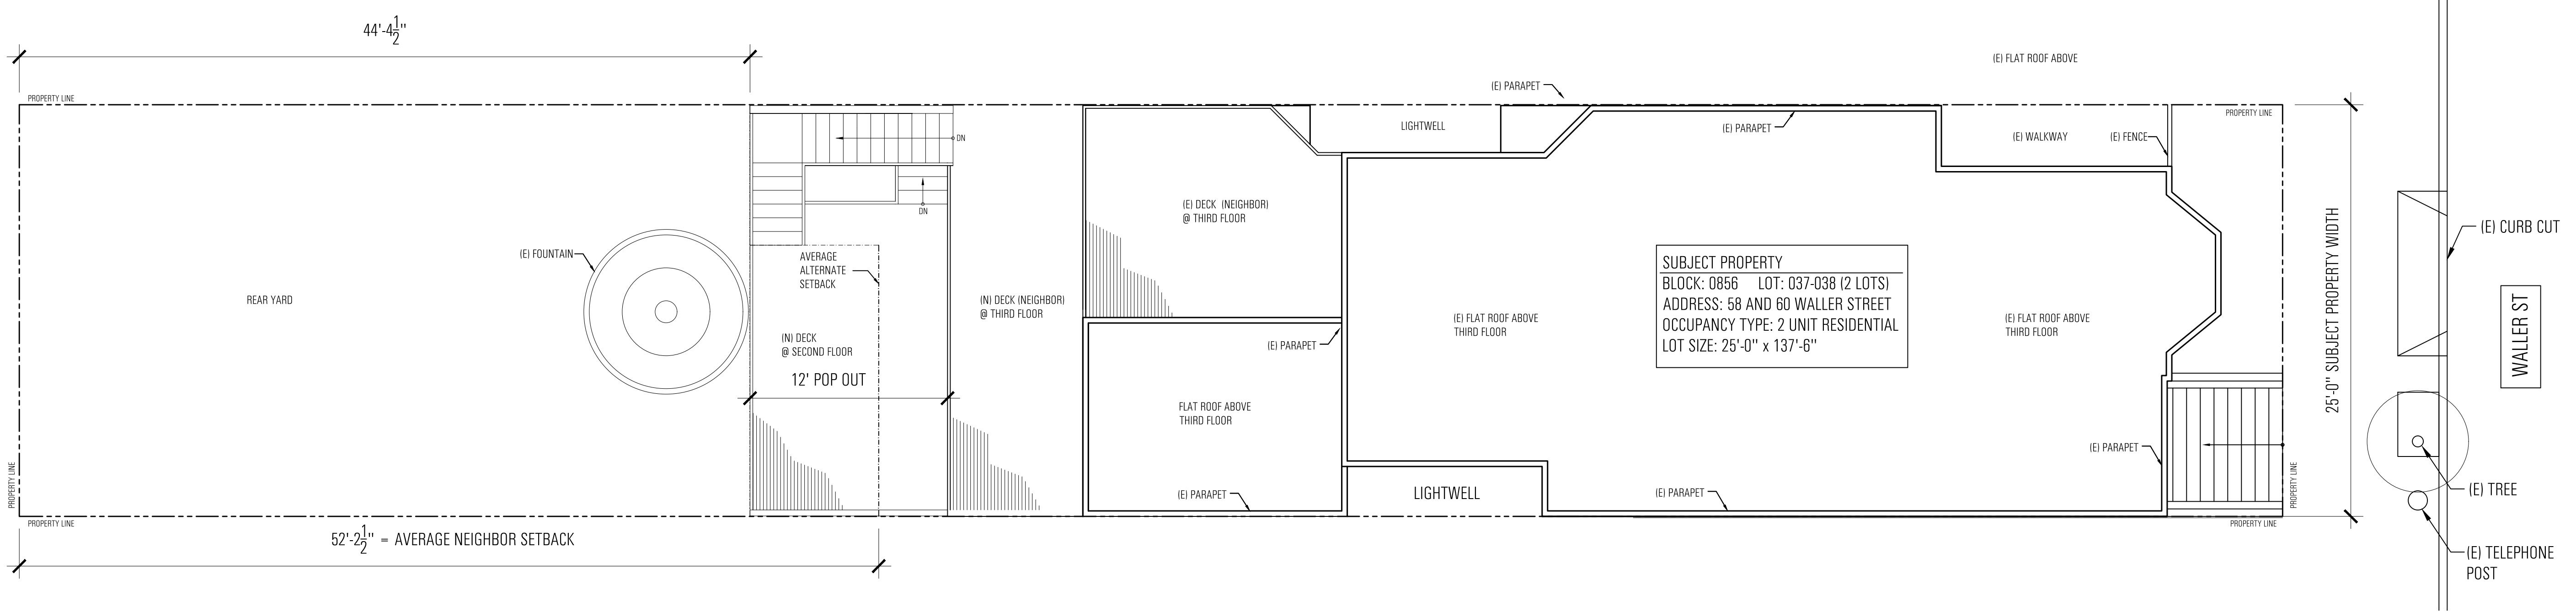 44'-4 1/2"
(E) FLAT ROOF ABOVE
(E) PARAPET
PROPERTY LINE
PROPERTY LINE
LIGHTWELL
(E) PARAPET
(E) WALKWAY
(E) FENCE
DN
DN
(E) DECK (NEIGHBOR)
@ THIRD FLOOR
(E) FOUNTAIN
AVERAGE
ALTERNATE
SETBACK
REAR YARD
(N) DECK (NEIGHBOR)
@ THIRD FLOOR
(N) DECK
@ SECOND FLOOR
12' POP OUT
(E) PARAPET
(E) FLAT ROOF ABOVE
THIRD FLOOR
SUBJECT PROPERTY
BLOCK: 0856 LOT: 037-038 (2 LOTS)
ADDRESS: 58 AND 60 WALLER STREET
OCCUPANCY TYPE: 2 UNIT RESIDENTIAL
LOT SIZE: 25'-0" x 137'-6"
(E) FLAT ROOF ABOVE
THIRD FLOOR
25'-0" SUBJECT PROPERTY WIDTH
(E) CURB CUT
WALLER ST
FLAT ROOF ABOVE
THIRD FLOOR
(E) PARAPET
(E) PARAPET
LIGHTWELL
(E) PARAPET
PROPERTY LINE
PROPERTY LINE
(E) TREE
PROPERTY LINE
PROPERTY LINE
52'-2 1/2" = AVERAGE NEIGHBOR SETBACK
(E) TELEPHONE
POST